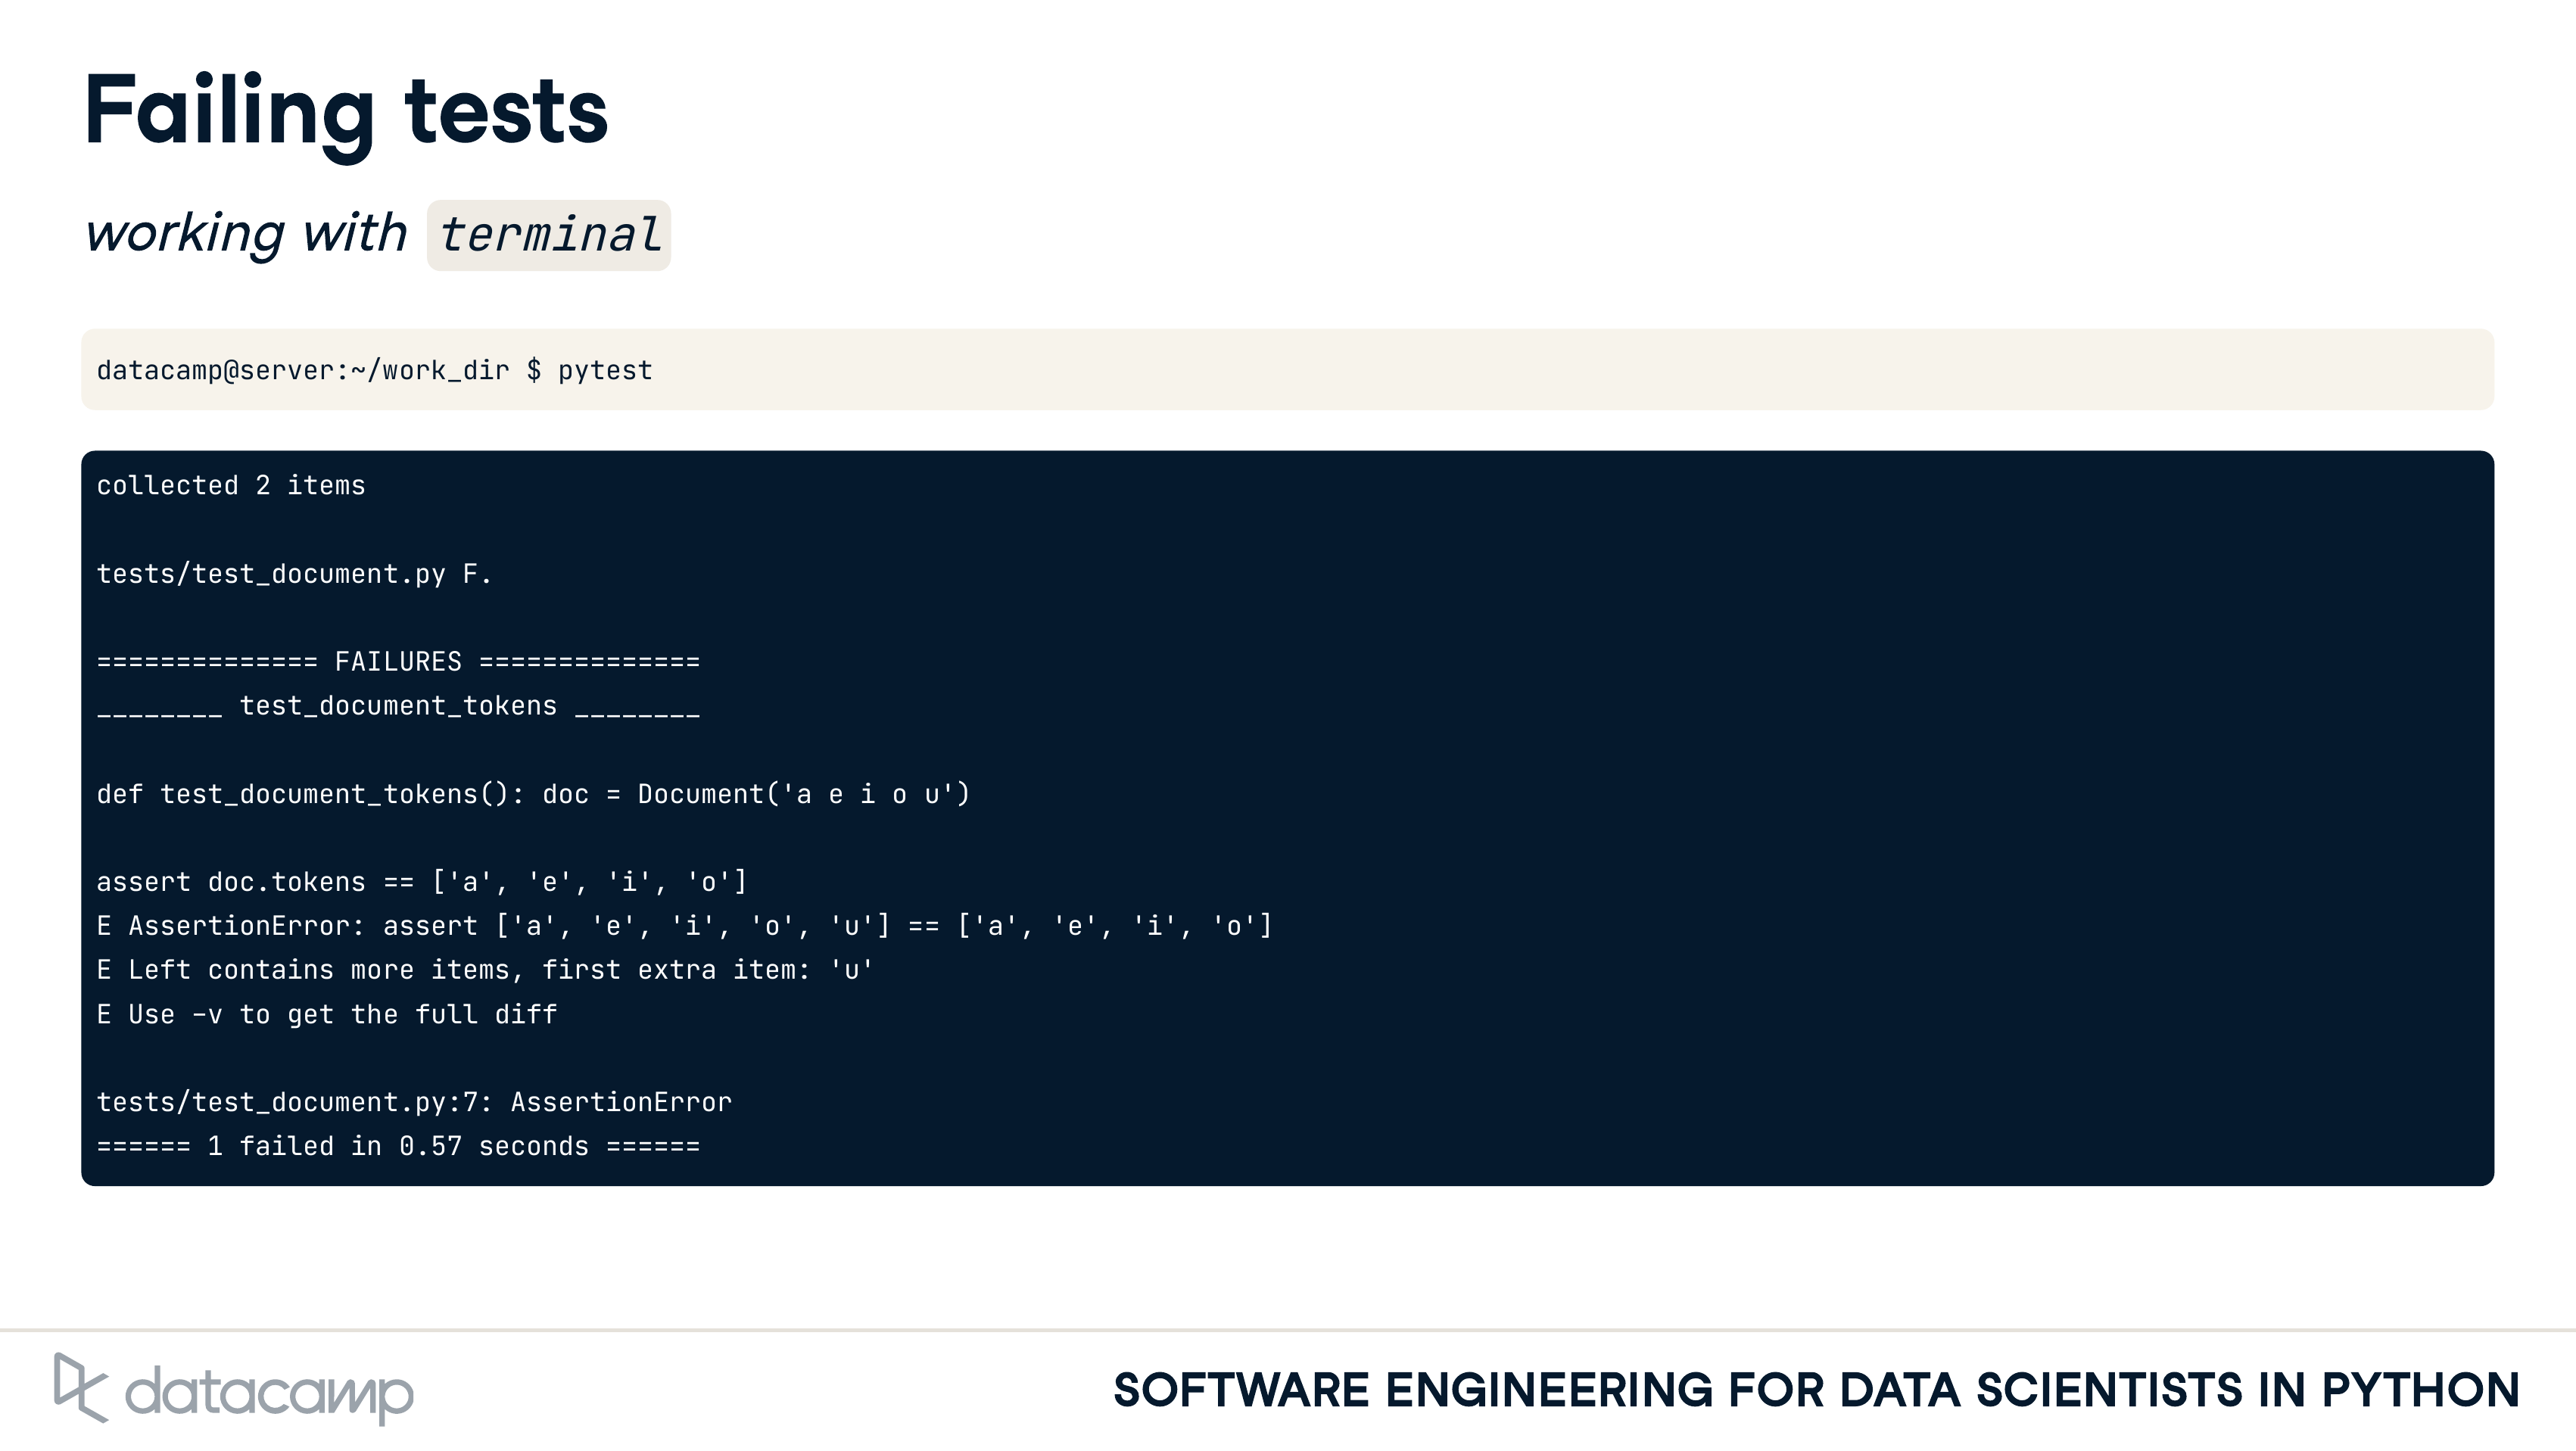 Failing tests
working with terminal
datacamp@server:~/work_dir $ pytest
collected 2 items
tests/test_document.py F.
============== FAILURES ==============
________ test_document_tokens ________
def test_document_tokens(): doc = Document('a e i o u')
assert doc.tokens == ['a', 'e', 'i', 'o']
E AssertionError: assert ['a', 'e', 'i', 'o', 'u'] == ['a', 'e', 'i', 'o']
E Left contains more items, first extra item: 'u'
E Use -v to get the full diff
tests/test_document.py:7: AssertionError
====== 1 failed in 0.57 seconds ======
datacamp
SOFTWARE ENGINEERING FOR DATA SCIENTISTS IN PYTHON